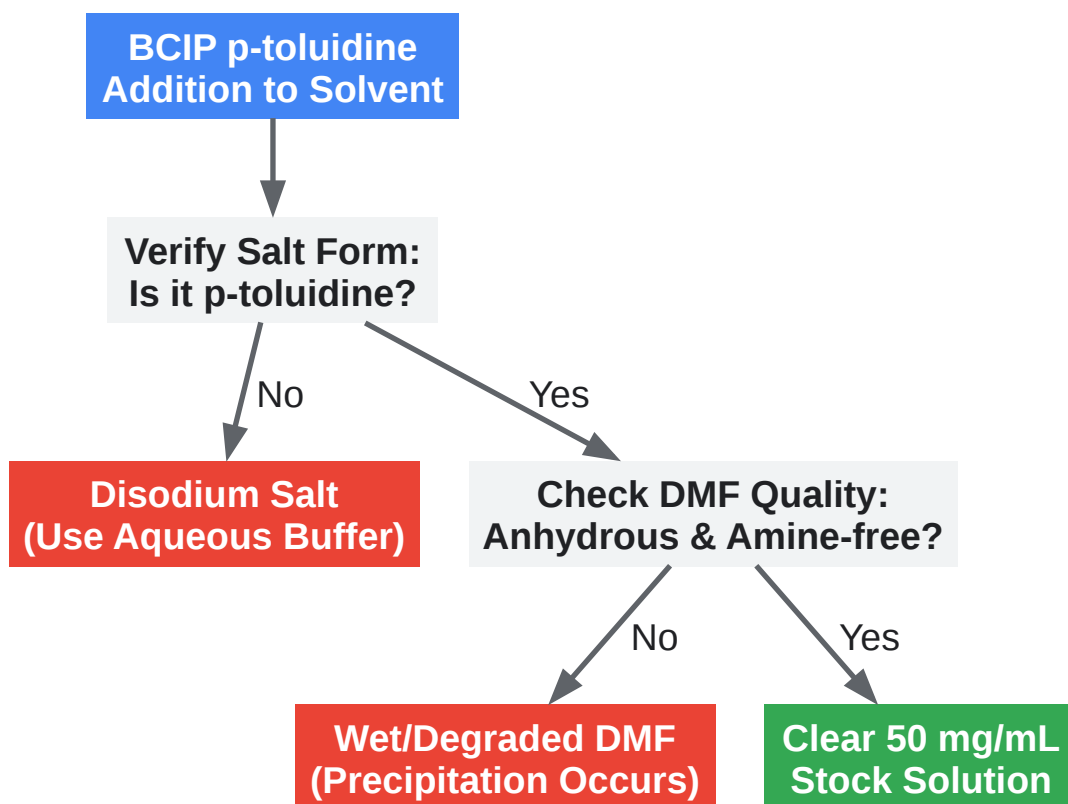 BCIP p-toluidine
Addition to Solvent
Verify Salt Form:
Is it p-toluidine?
No
Yes
Disodium Salt
(Use Aqueous Buffer)
Check DMF Quality:
Anhydrous & Amine-free?
No
Yes
Wet/Degraded DMF
(Precipitation Occurs)
Clear 50 mg/mL
Stock Solution